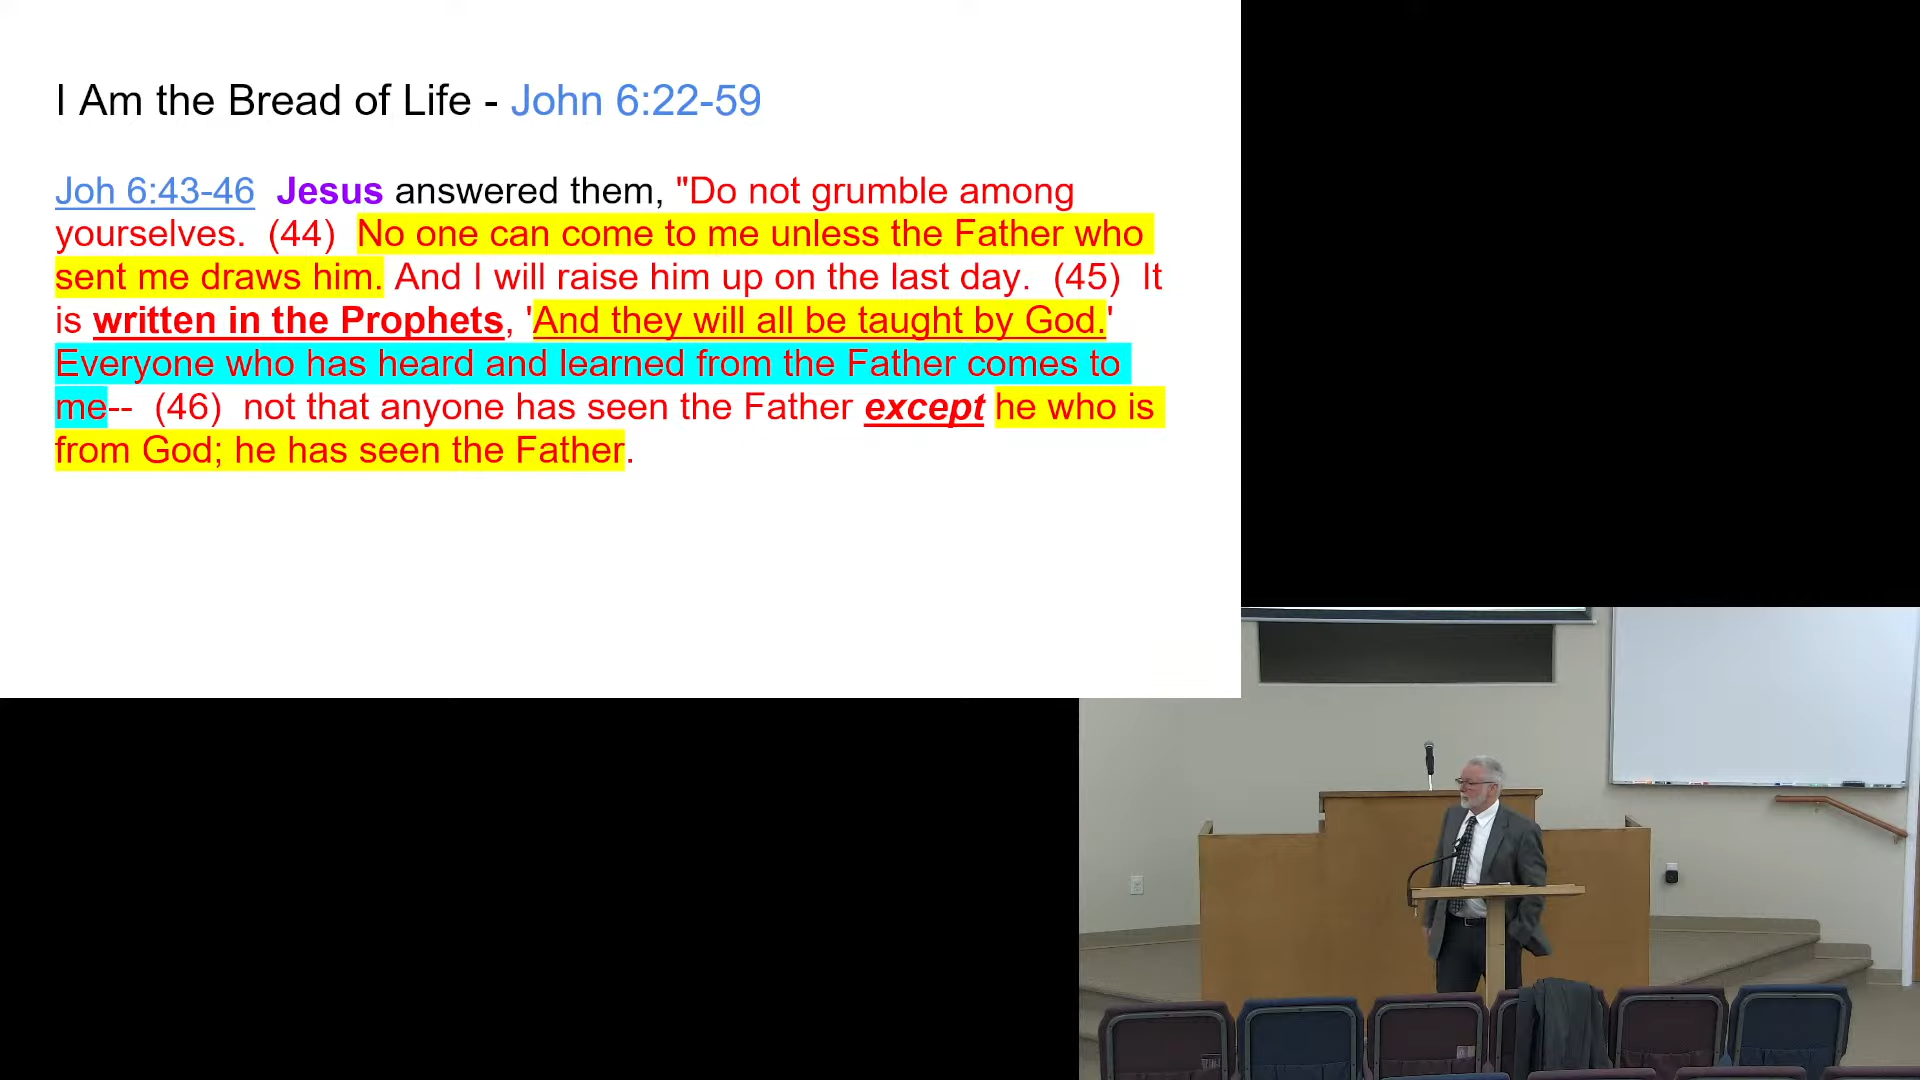 I Am the Bread of Life - John 6:22-59
Joh 6:43-46  Jesus answered them, "Do not grumble among
yourselves.  (44)  No one can come to me unless the Father who
sent me draws him. And I will raise him up on the last day.  (45)  It
is written in the Prophets, 'And they will all be taught by God.'
Everyone who has heard and learned from the Father comes to
me--  (46)  not that anyone has seen the Father except he who is
from God; he has seen the Father.